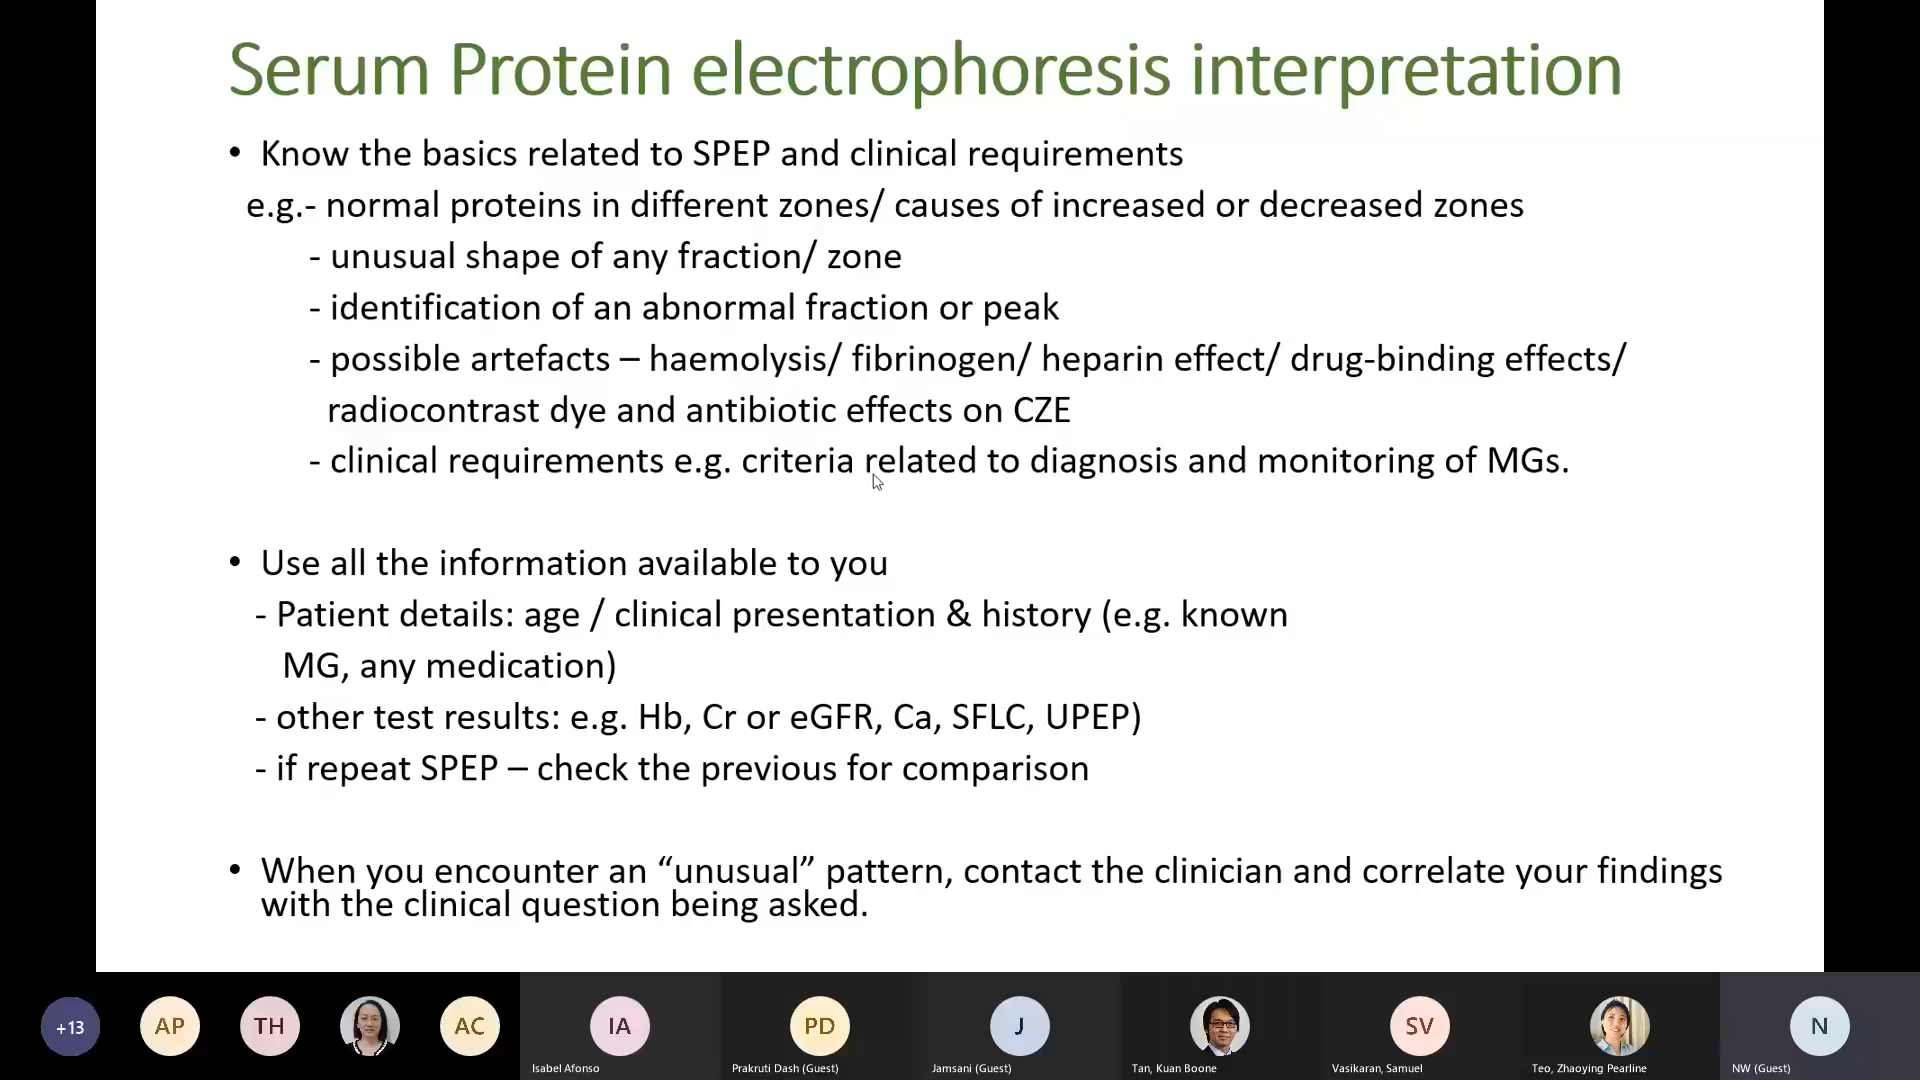 Serum Protein electrophoresis interpretation
• Know the basics related to SPEP and clinical requirements
e.g.- normal proteins in different zones/ causes of increased or decreased zones
- unusual shape of any fraction/ zone
- identification of an abnormal fraction or peak
- possible artefacts – haemolysis/ fibrinogen/ heparin effect/ drug-binding effects/
radiocontrast dye and antibiotic effects on CZE
- clinical requirements e.g. criteria related to diagnosis and monitoring of MGs.
• Use all the information available to you
- Patient details: age / clinical presentation & history (e.g. known
MG, any medication)
- other test results: e.g. Hb, Cr or eGFR, Ca, SFLC, UPEP)
- if repeat SPEP – check the previous for comparison
• When you encounter an “unusual” pattern, contact the clinician and correlate your findings
with the clinical question being asked.
+13 AP TH AC IA PD J SV N
Isabel Afonso Prakruti Dash (Guest) Jamsani (Guest) Tan, Kuan Boone Vasikaran, Samuel Teo, Zhaoying Pearline NW (Guest)